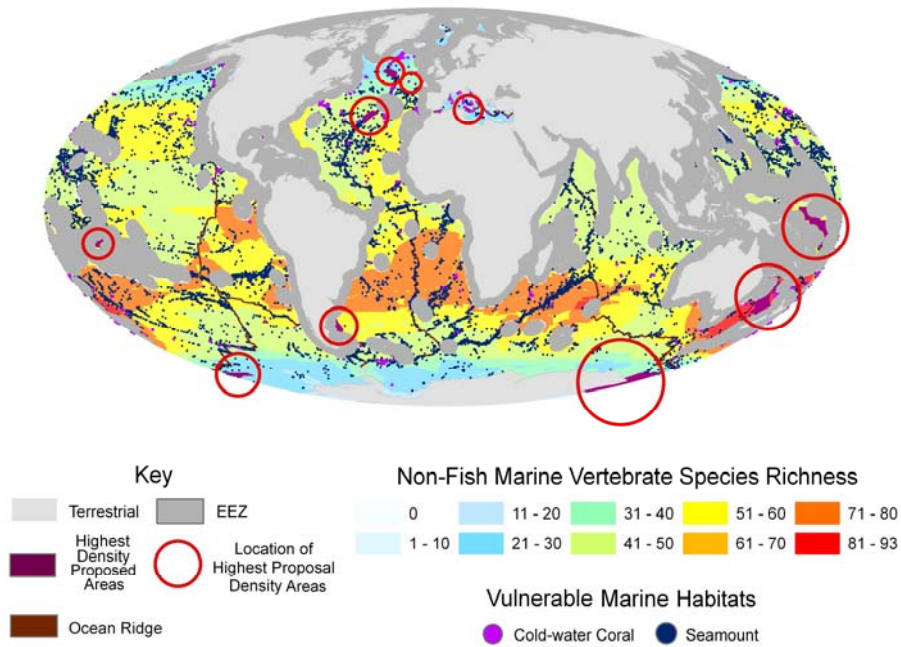 Key
Terrestrial
EEZ
Highest
Density
Proposed
Areas
Location of
Highest Proposal
Density Areas
Ocean Ridge
Non-Fish Marine Vertebrate Species Richness
0 11 - 20 31 - 40 51 - 60 71 - 80
1 - 10 21 - 30 41 - 50 61 - 70 81 - 93
Vulnerable Marine Habitats
Cold-water Coral Seamount